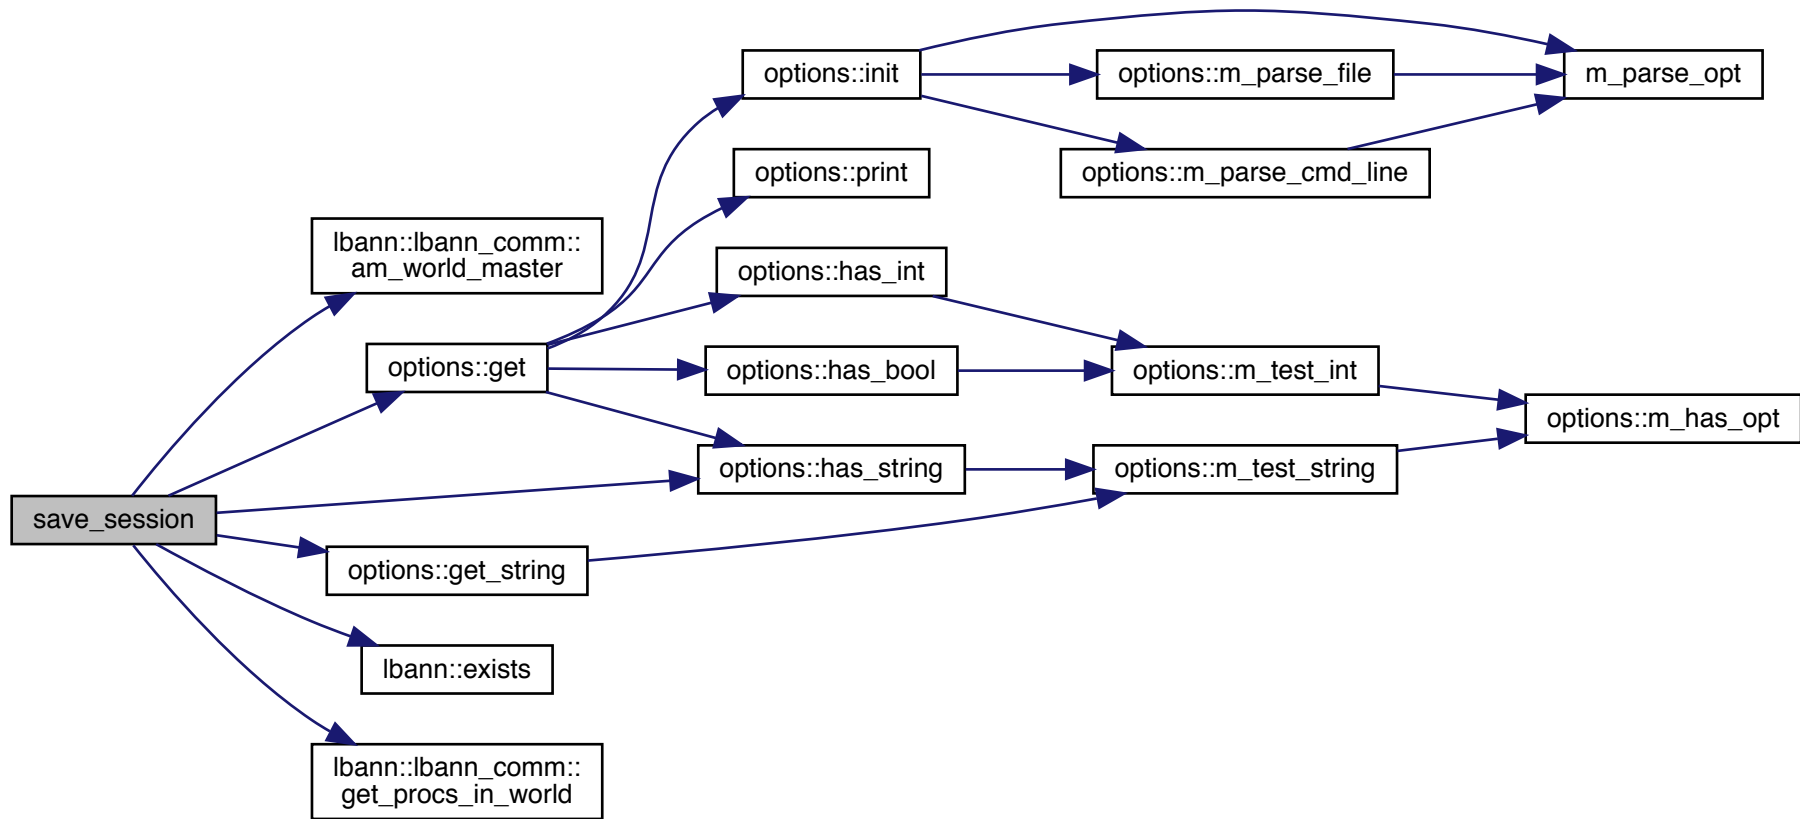 save_session
lbann::lbann_comm::
am_world_master
options::get
options::get_string
lbann::exists
lbann::lbann_comm::
get_procs_in_world
options::init
options::print
options::has_int
options::has_bool
options::has_string
options::m_parse_file
options::m_parse_cmd_line
options::m_test_int
options::m_test_string
m_parse_opt
options::m_has_opt